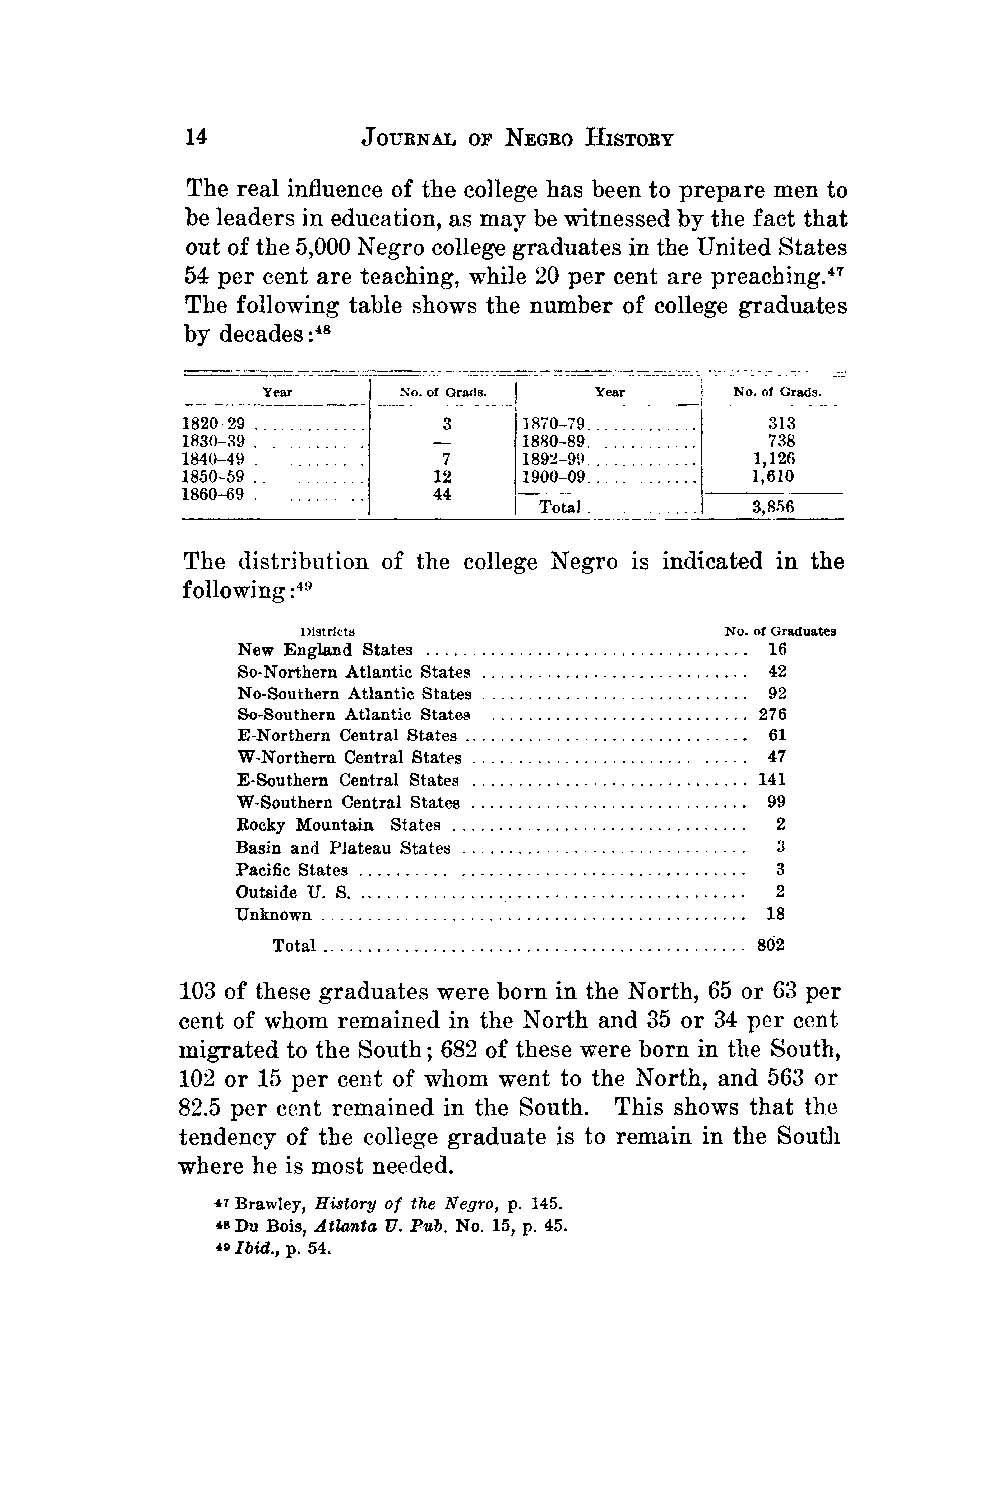 14 JOURNAL OF NEGRO HISTORY
The real influence of the college has been to prepare men to
be leaders in education, as may be witnessed by the fact that
out of the 5,000 Negro college graduates in the United States
54 per cent are teaching, while 20 per cent are preaching.⁴⁷
The following table shows the number of college graduates
by decades:⁴⁸
Year No. of Grads. Year No. of Grads.
1820-29 ............ 3 1870-79............ 313
1830-39 ............ — 1880-89............ 738
1840-49 ............ 7 1892-99............ 1,126
1850-59 ............ 12 1900-09............ 1,610
1860-69 ............ 44
Total ............ 3,856
The distribution of the college Negro is indicated in the
following:⁴⁹
Districts No. of Graduates
New England States .................................. 16
So-Northern Atlantic States ............................ 42
No-Southern Atlantic States ............................ 92
So-Southern Atlantic States ............................ 276
E-Northern Central States .............................. 61
W-Northern Central States .............................. 47
E-Southern Central States .............................. 141
W-Southern Central States .............................. 99
Rocky Mountain States ................................ 2
Basin and Plateau States .............................. 3
Pacific States .......................................... 3
Outside U. S. .......................................... 2
Unknown .............................................. 18
Total .............................................. 802
103 of these graduates were born in the North, 65 or 63 per
cent of whom remained in the North and 35 or 34 per cent
migrated to the South; 682 of these were born in the South,
102 or 15 per cent of whom went to the North, and 563 or
82.5 per cent remained in the South. This shows that the
tendency of the college graduate is to remain in the South
where he is most needed.
⁴⁷ Brawley, History of the Negro, p. 145.
⁴⁸ Du Bois, Atlanta U. Pub. No. 15, p. 45.
⁴⁹ Ibid., p. 54.